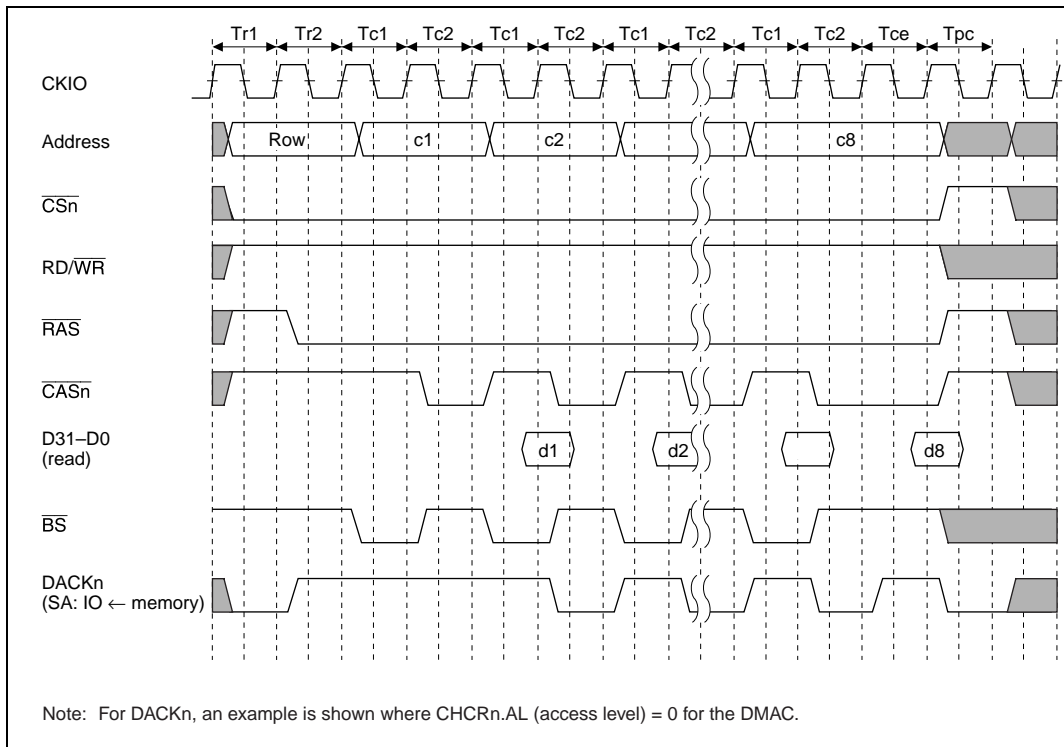 Tr1 Tr2 Tc1 Tc2 Tc1 Tc2 Tc1 Tc2 Tc1 Tc2 Tce Tpc
CKIO
Address Row c1 c2 c8
CSn
RD/WR
RAS
CASn
D31–D0
(read) d1 d2 d8
BS
DACKn
(SA: IO ← memory)
Note: For DACKn, an example is shown where CHCRn.AL (access level) = 0 for the DMAC.